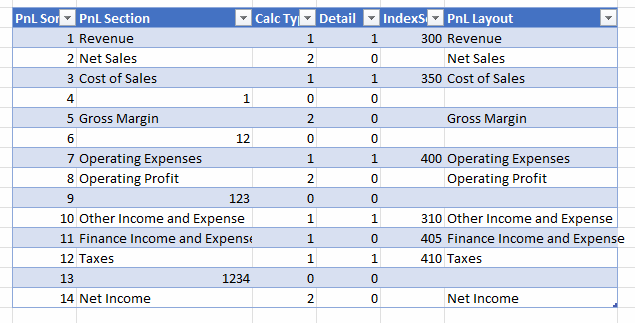 PnL Sor PnL Section Calc Ty Detail IndexSo PnL Layout
1 Revenue 1 1 300 Revenue
2 Net Sales 2 0 Net Sales
3 Cost of Sales 1 1 350 Cost of Sales
4 1 0 0
5 Gross Margin 2 0 Gross Margin
6 12 0 0
7 Operating Expenses 1 1 400 Operating Expenses
8 Operating Profit 2 0 Operating Profit
9 123 0 0
10 Other Income and Expense 1 1 310 Other Income and Expense
11 Finance Income and Expense 1 0 405 Finance Income and Expense
12 Taxes 1 1 410 Taxes
13 1234 0 0
14 Net Income 2 0 Net Income